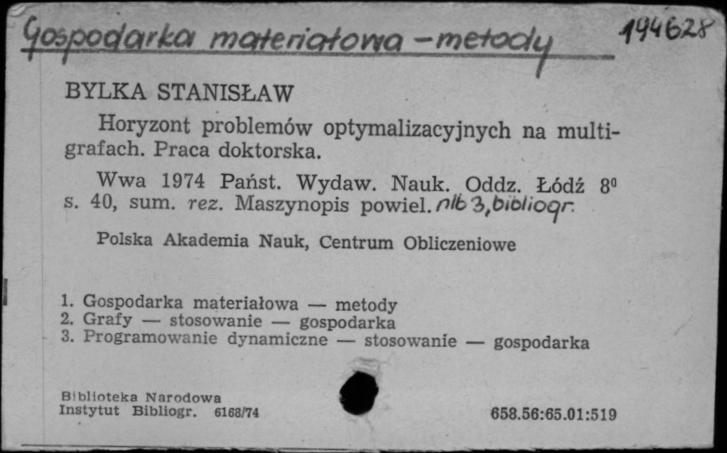 Gospodarka materiałowa – metody 194628
BYLKA STANISŁAW
Horyzont problemów optymalizacyjnych na multi-
grafach. Praca doktorska.
Wwa 1974 Państ. Wydaw. Nauk. Oddz. Łódź 8⁰
s. 40, sum. rez. Maszynopis powiel. nlb 3, bibliogr.
Polska Akademia Nauk, Centrum Obliczeniowe
1. Gospodarka materiałowa — metody
2. Grafy — stosowanie — gospodarka
3. Programowanie dynamiczne — stosowanie — gospodarka
Biblioteka Narodowa
Instytut Bibliogr. 6168/74 658.56:65.01:519